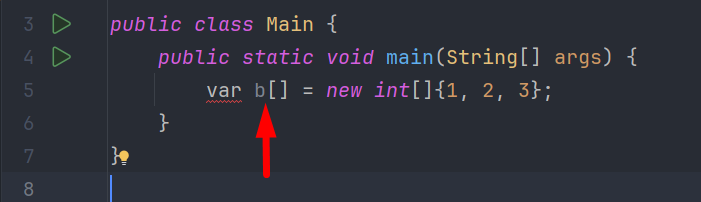 3 public class Main {
4 public static void main(String[] args) {
5 var b[] = new int[]{1, 2, 3};
6 }
7 }
8